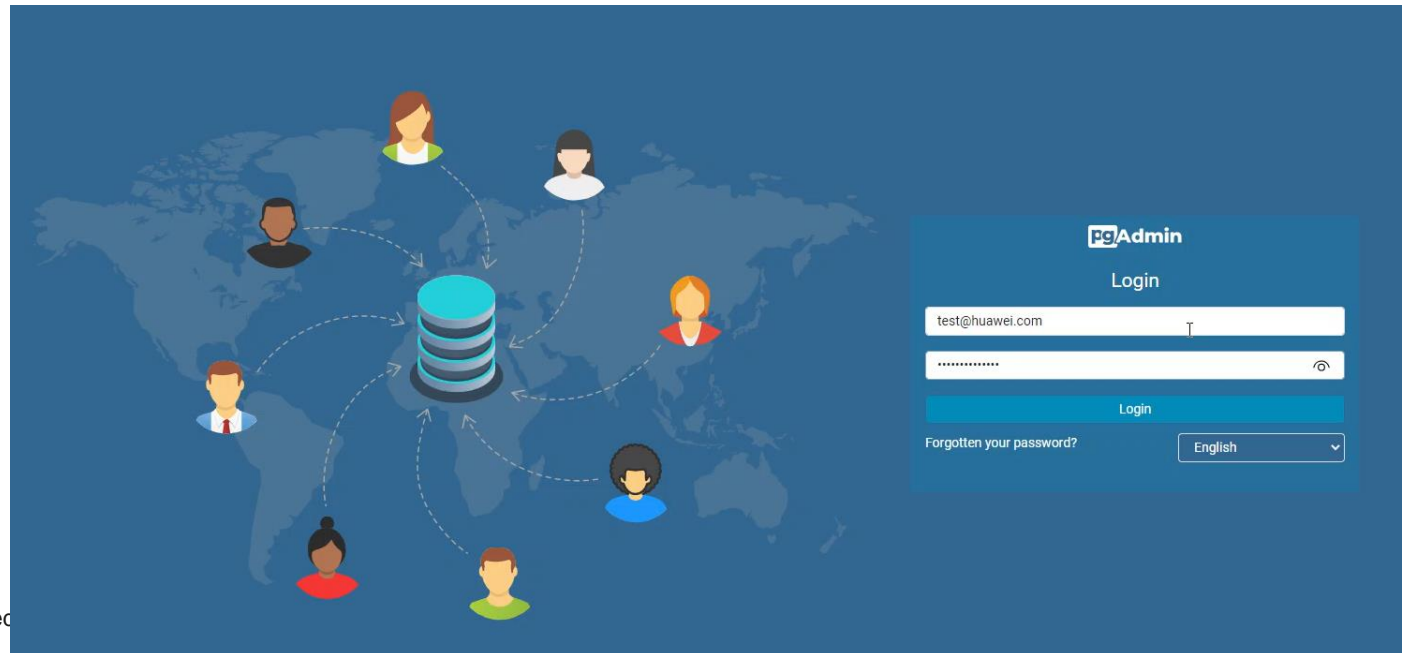 pgAdmin
Login
test@huawei.com
••••••••••••••
Login
Forgotten your password?
English